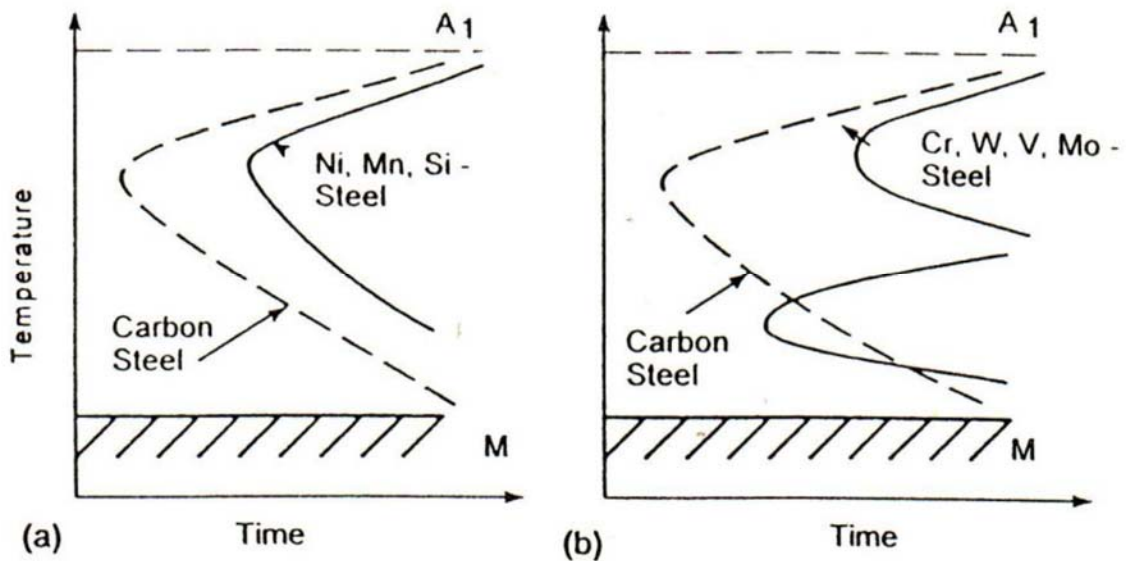 A1
Ni, Mn, Si -
Steel
Carbon
Steel
Temperature
M
(a)
Time
A1
Cr, W, V, Mo -
Steel
Carbon
Steel
M
(b)
Time